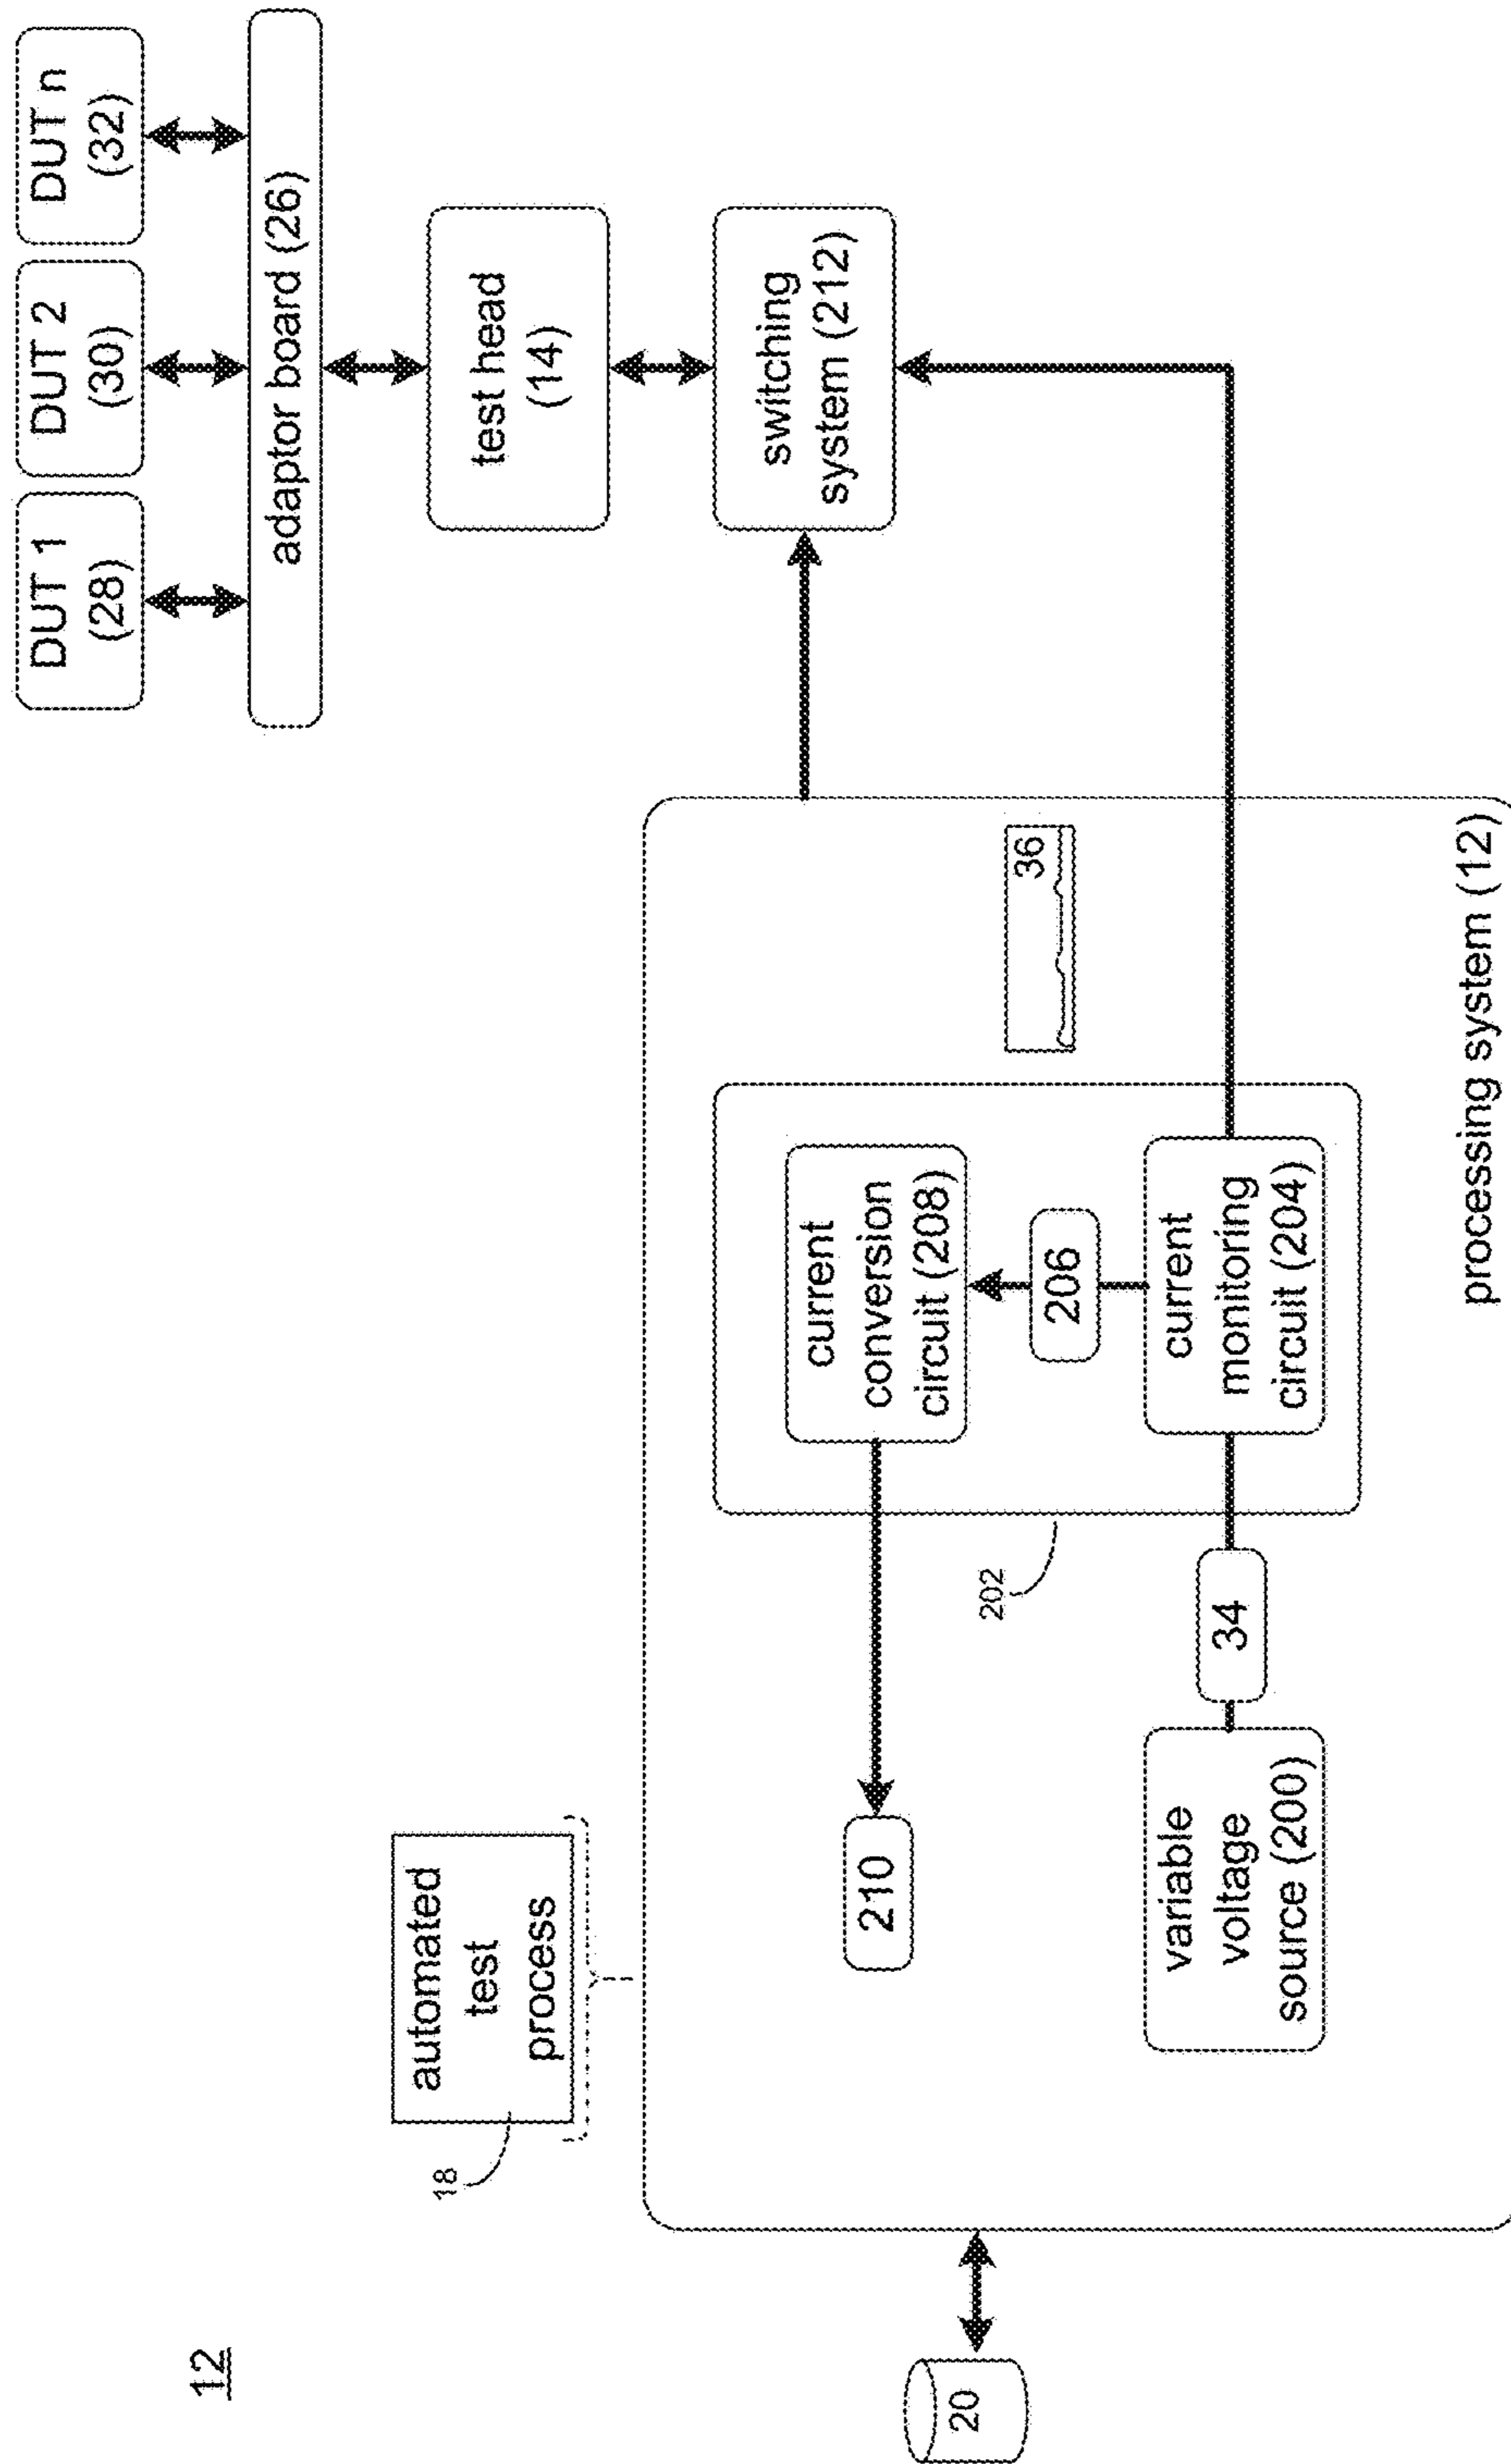 12
20
18
automated
test
process
processing system (12)
210
variable
voltage
source (200)
34
202
current
conversion
circuit (208)
206
current
monitoring
circuit (204)
36
switching
system (212)
test head
(14)
adaptor board (26)
DUT 1
(28)
DUT 2
(30)
DUT n
(32)